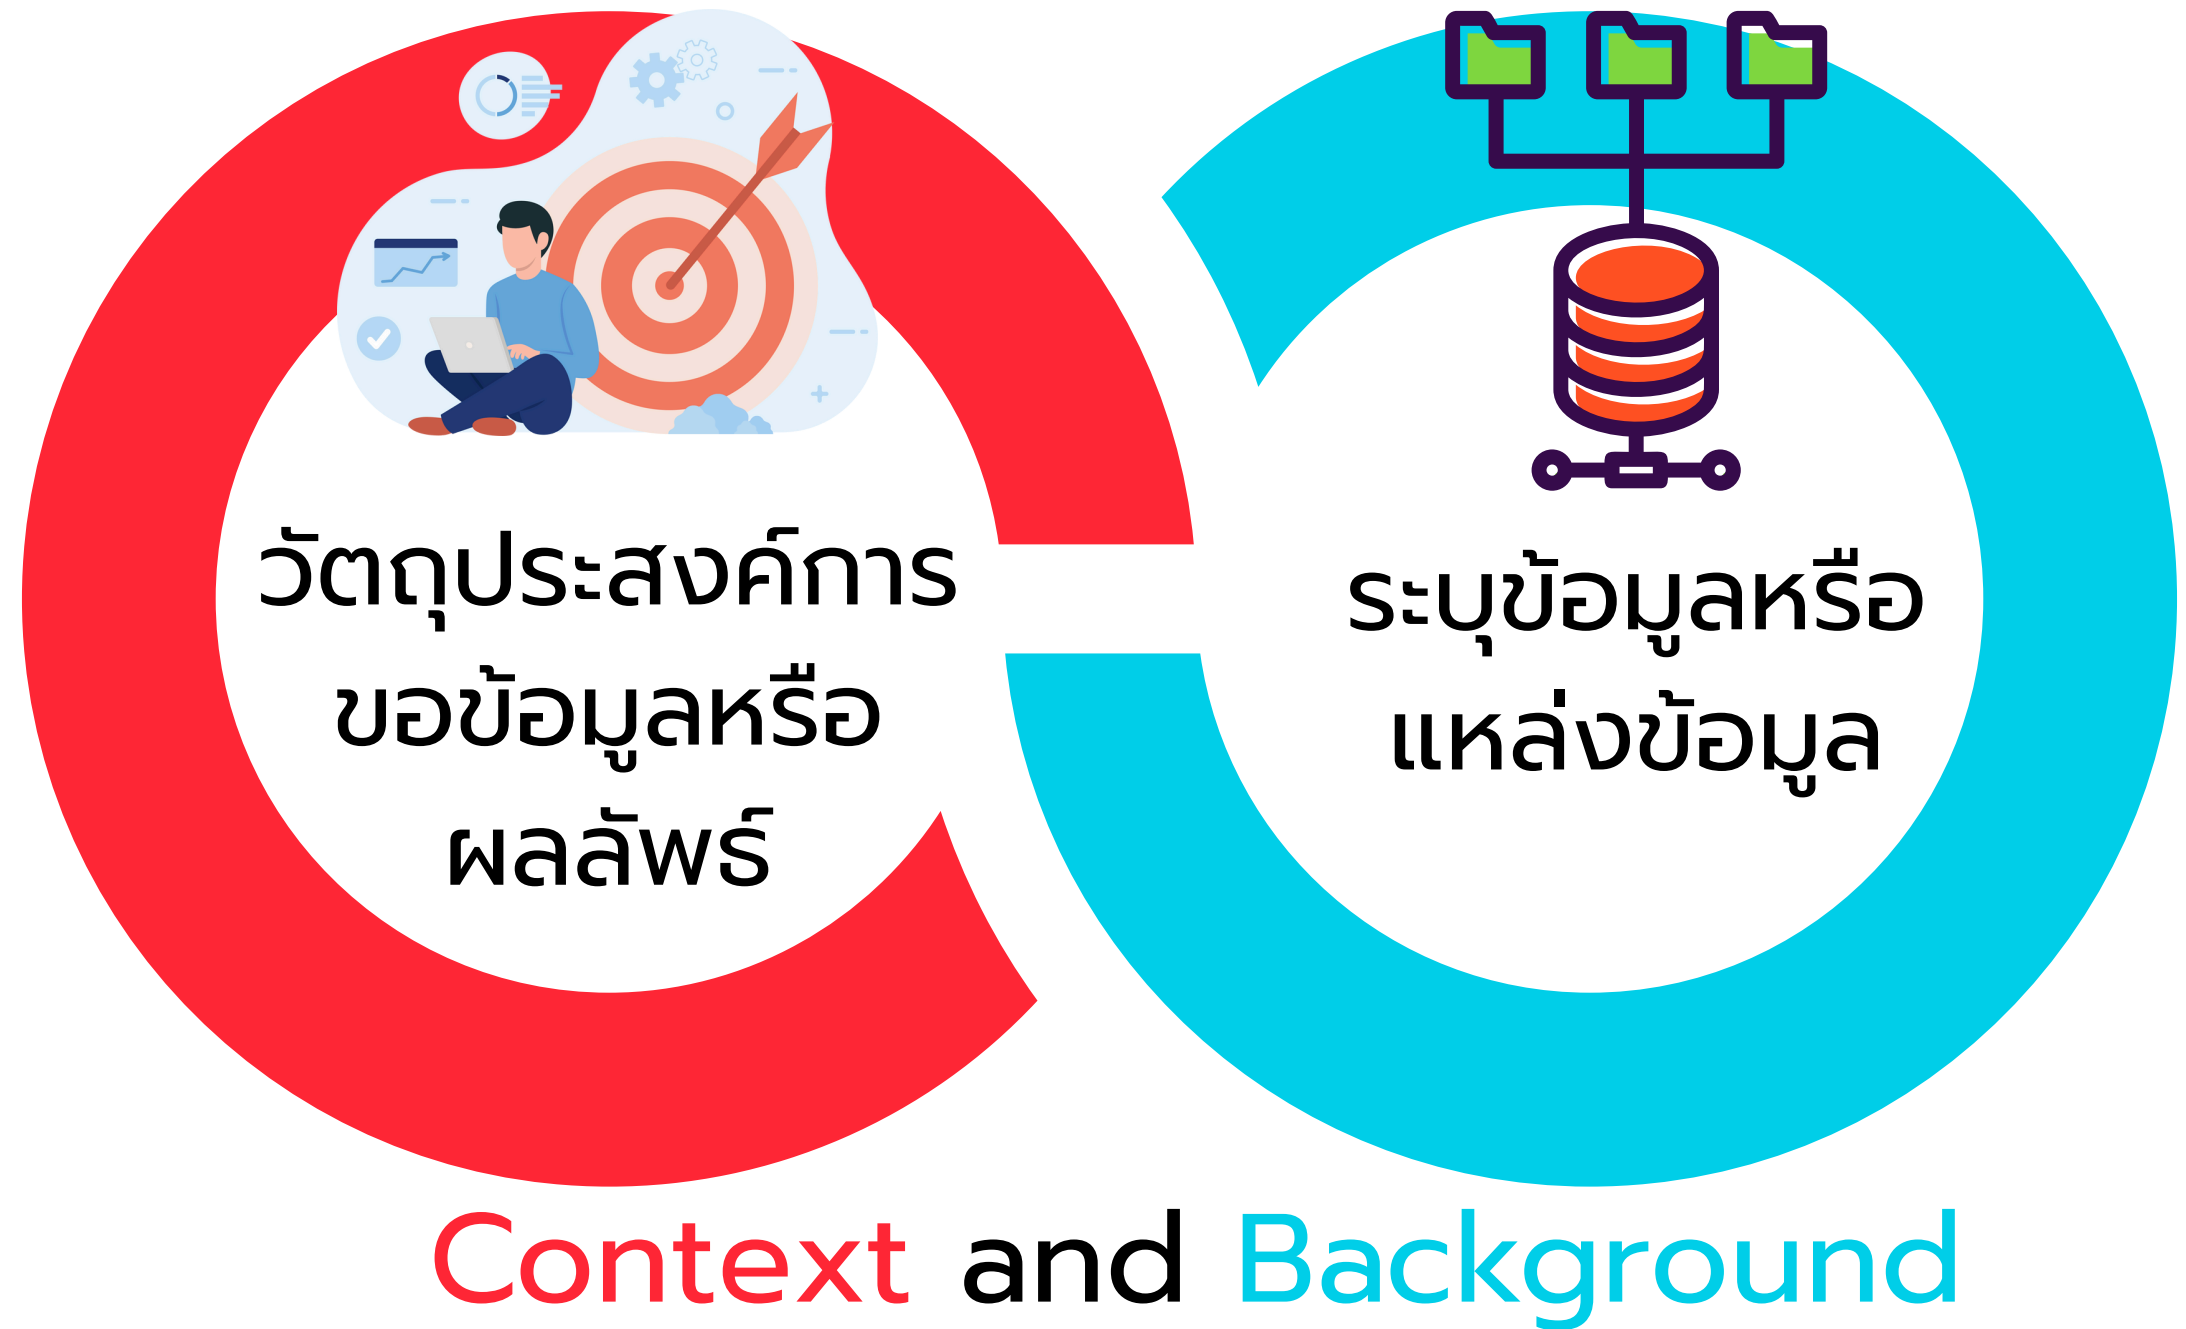 วัตถุประสงค์การ
ขอข้อมูลหรือ
ผลลัพธ์
ระบุข้อมูลหรือ
แหล่งข้อมูล
Context and Background